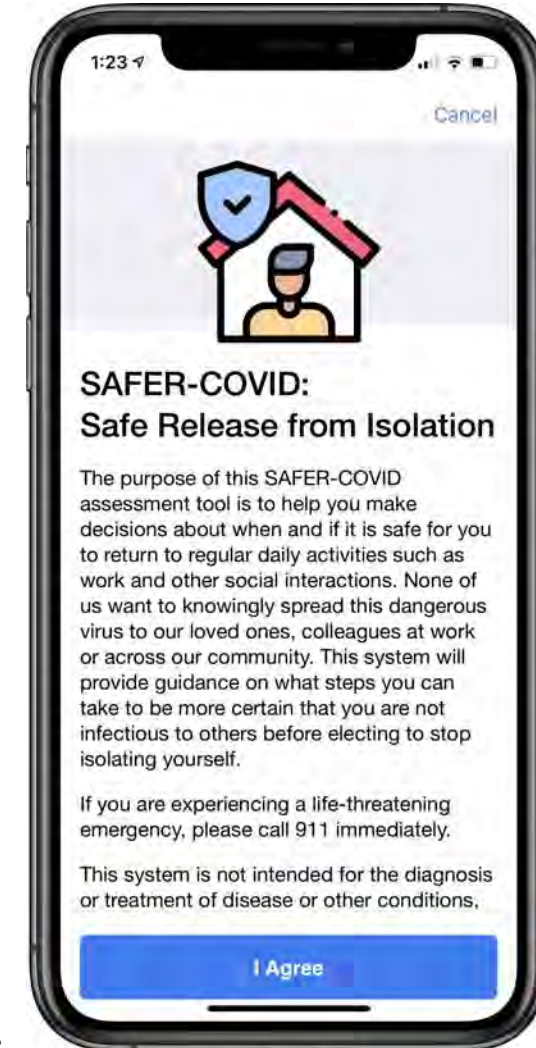 1:23
Cancel
SAFER-COVID:
Safe Release from Isolation
The purpose of this SAFER-COVID
assessment tool is to help you make
decisions about when and if it is safe for you
to return to regular daily activities such as
work and other social interactions. None of
us want to knowingly spread this dangerous
virus to our loved ones, colleagues at work
or across our community. This system will
provide guidance on what steps you can
take to be more certain that you are not
infectious to others before electing to stop
isolating yourself.
If you are experiencing a life-threatening
emergency, please call 911 immediately.
This system is not intended for the diagnosis
or treatment of disease or other conditions,
I Agree